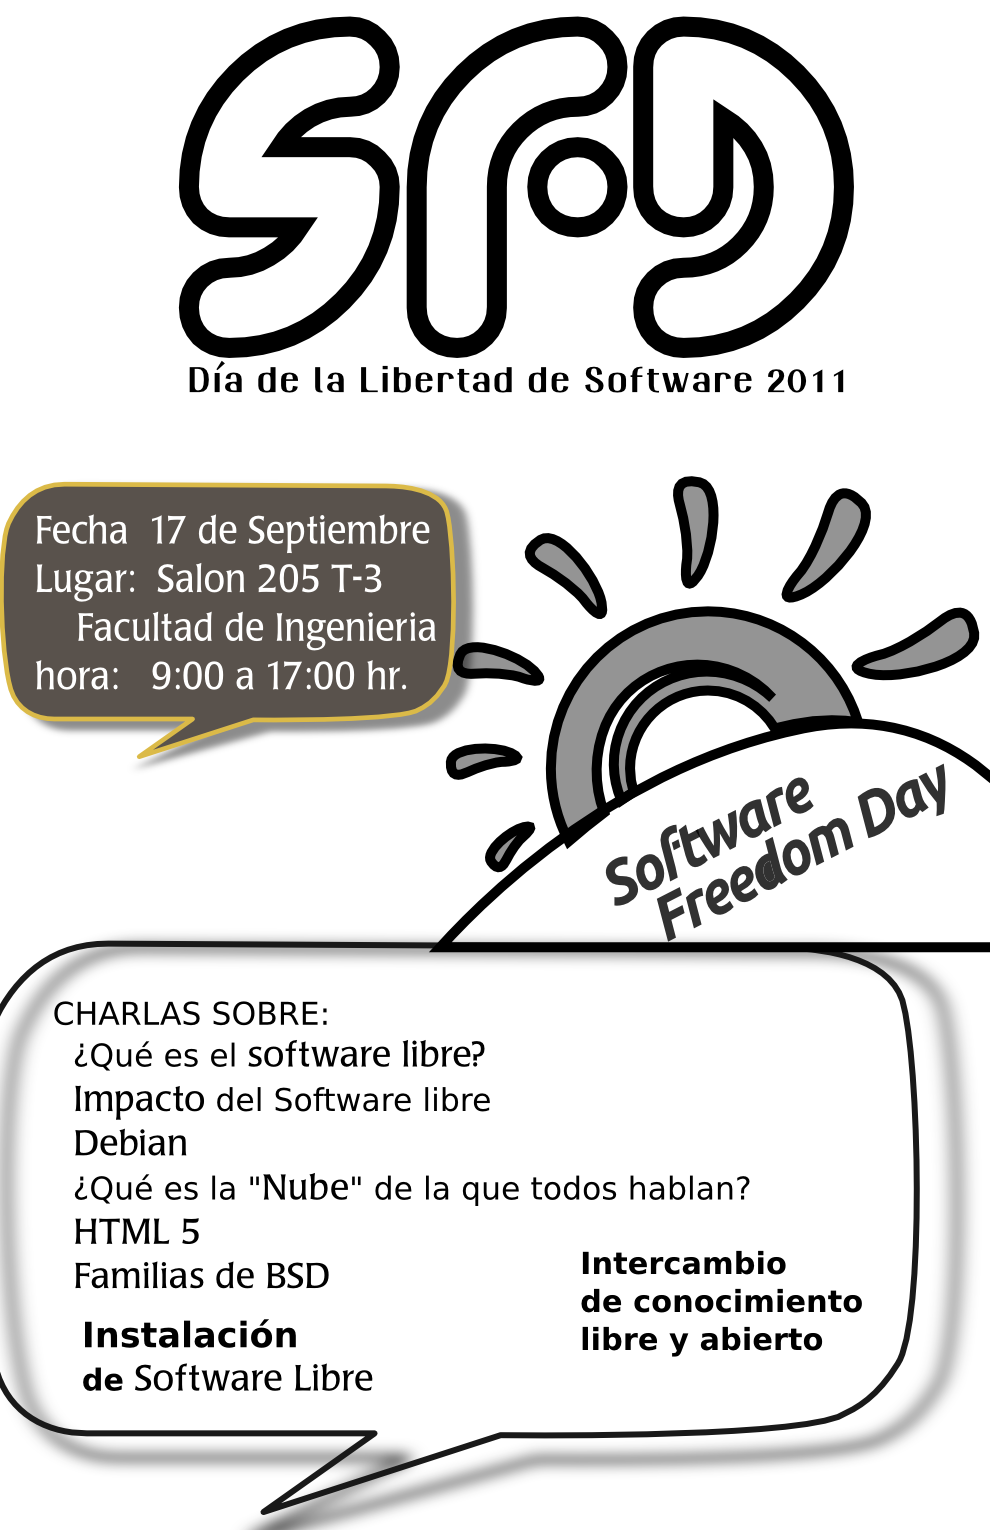 SFD
Día de la Libertad de Software 2011
Fecha 17 de Septiembre
Lugar: Salon 205 T-3
Facultad de Ingenieria
hora: 9:00 a 17:00 hr.
Software
Freedom Day
CHARLAS SOBRE:
¿Qué es el software libre?
Impacto del Software libre
Debian
¿Qué es la "Nube" de la que todos hablan?
HTML 5
Familias de BSD
Instalación
de Software Libre
Intercambio
de conocimiento
libre y abierto